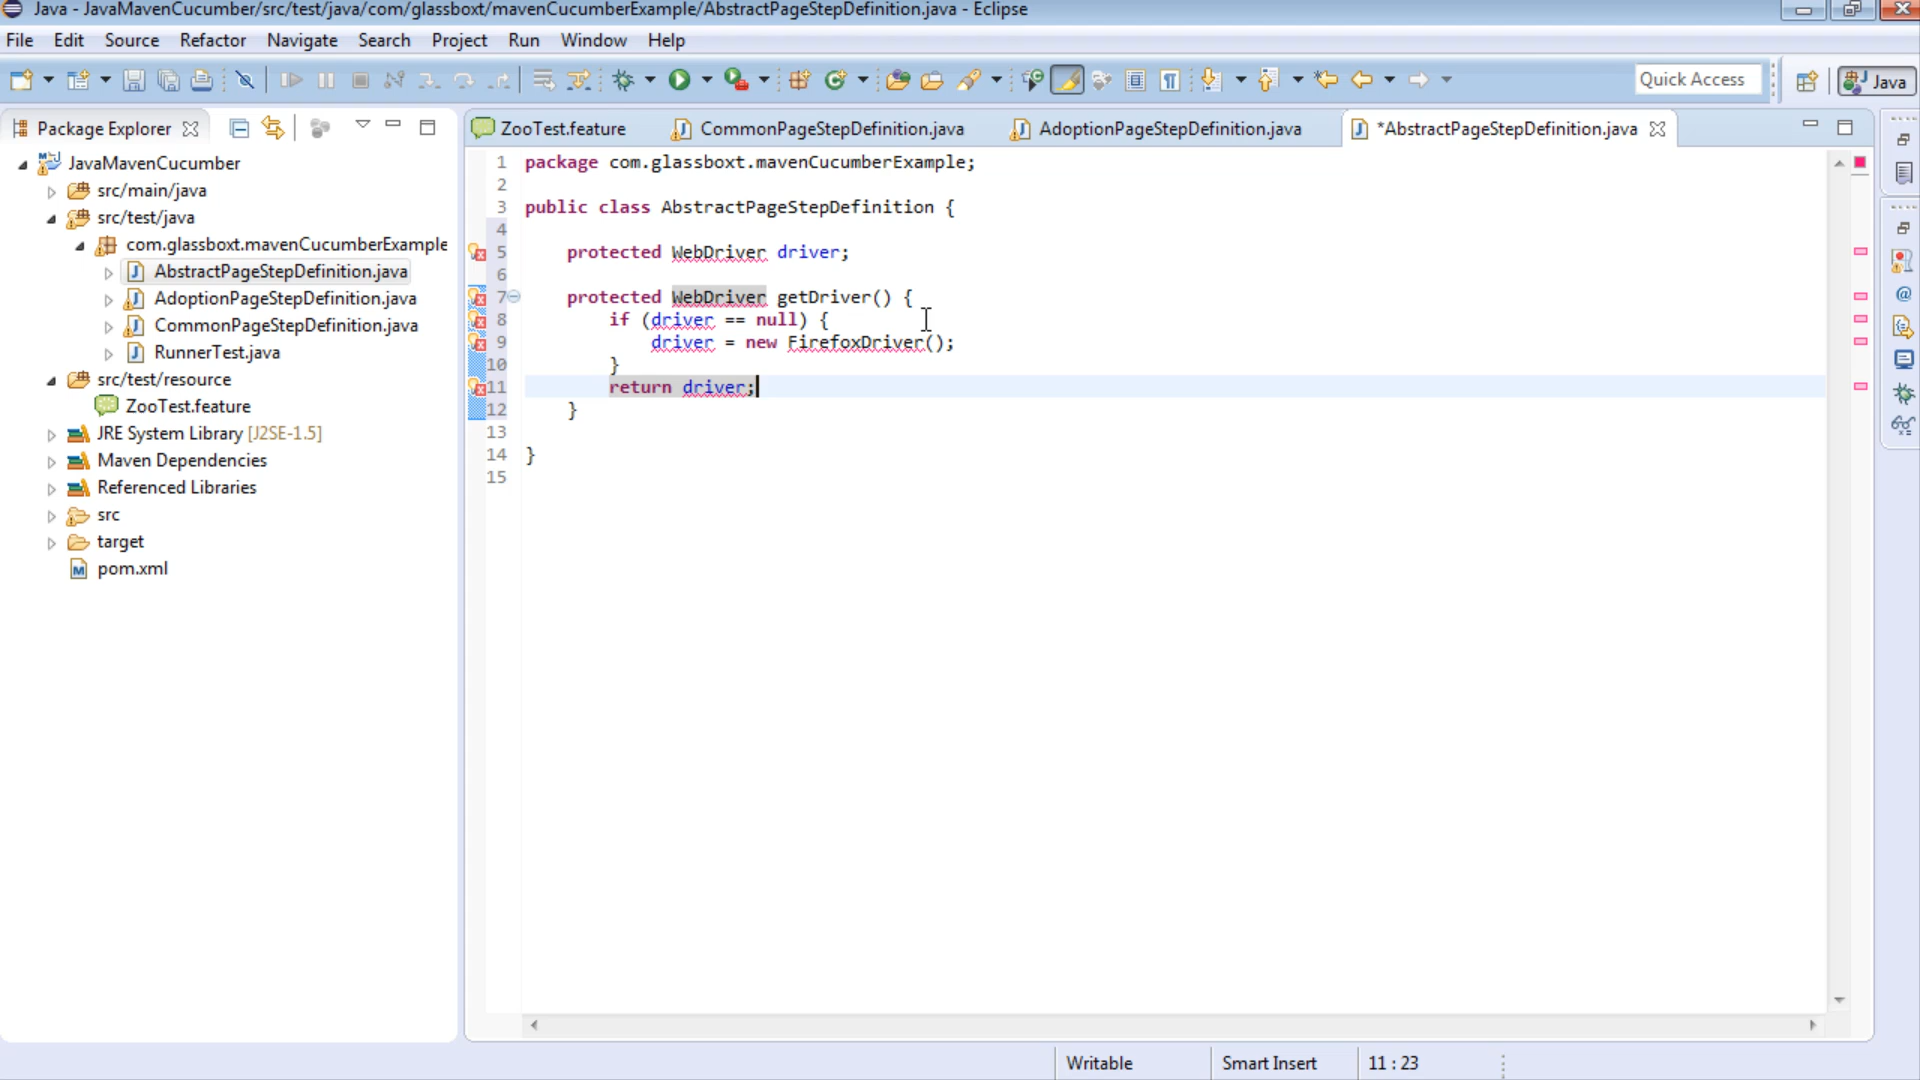 Java - JavaMavenCucumber/src/test/java/com/glassboxt/mavenCucumberExample/AbstractPageStepDefinition.java - Eclipse
File Edit Source Refactor Navigate Search Project Run Window Help
Quick Access
Java
Package Explorer
JavaMavenCucumber
src/main/java
src/test/java
com.glassboxt.mavenCucumberExample
AbstractPageStepDefinition.java
AdoptionPageStepDefinition.java
CommonPageStepDefinition.java
RunnerTest.java
src/test/resource
ZooTest.feature
JRE System Library [J2SE-1.5]
Maven Dependencies
Referenced Libraries
src
target
pom.xml
ZooTest.feature CommonPageStepDefinition.java AdoptionPageStepDefinition.java *AbstractPageStepDefinition.java
1 package com.glassboxt.mavenCucumberExample;
2
3 public class AbstractPageStepDefinition {
4
5 protected WebDriver driver;
6
7 protected WebDriver getDriver() {
8 if (driver == null) {
9 driver = new FirefoxDriver();
10 }
11 return driver;
12 }
13
14 }
15
Writable Smart Insert 11 : 23